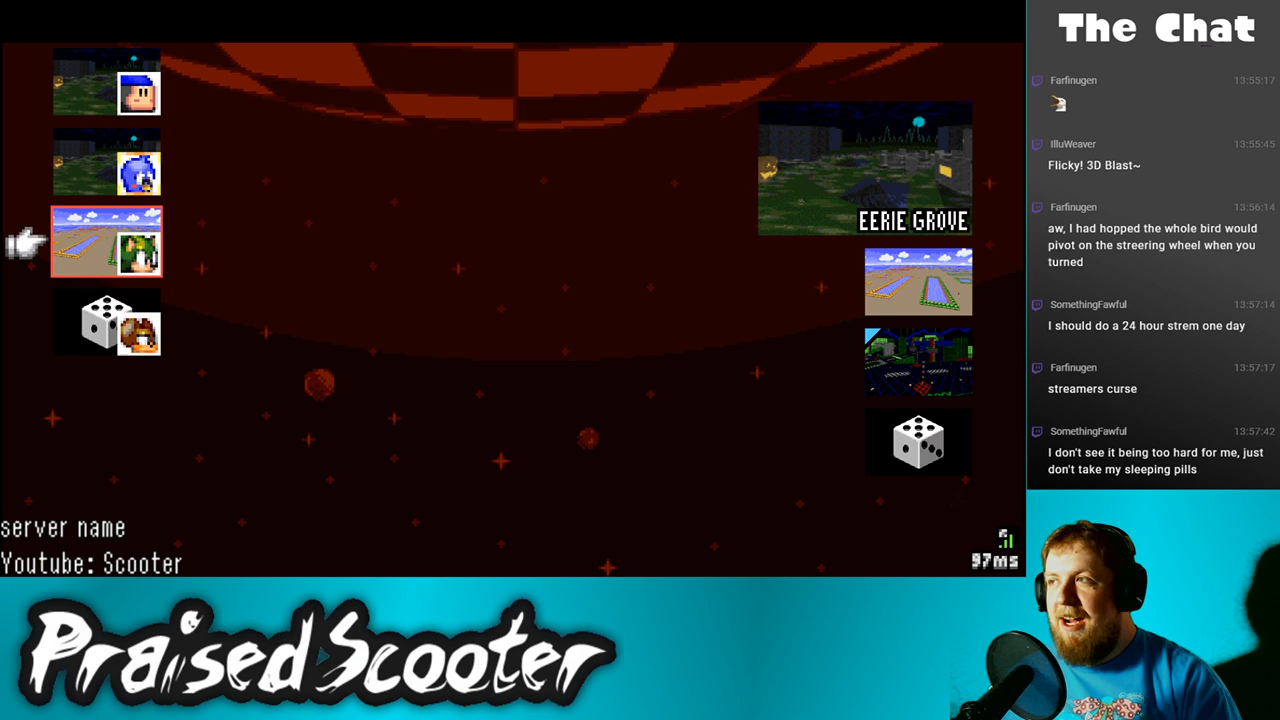 EERIE GROVE
server name
Youtube: Scooter
97ms
PraisedScooter
The Chat
Farfinugen 13:55:17
IlluWeaver 13:55:45
Flicky! 3D Blast~
Farfinugen 13:56:14
aw, I had hopped the whole bird would
pivot on the streering wheel when you
turned
SomethingFawful 13:57:14
I should do a 24 hour strem one day
Farfinugen 13:57:17
streamers curse
SomethingFawful 13:57:42
I don't see it being too hard for me, just
don't take my sleeping pills